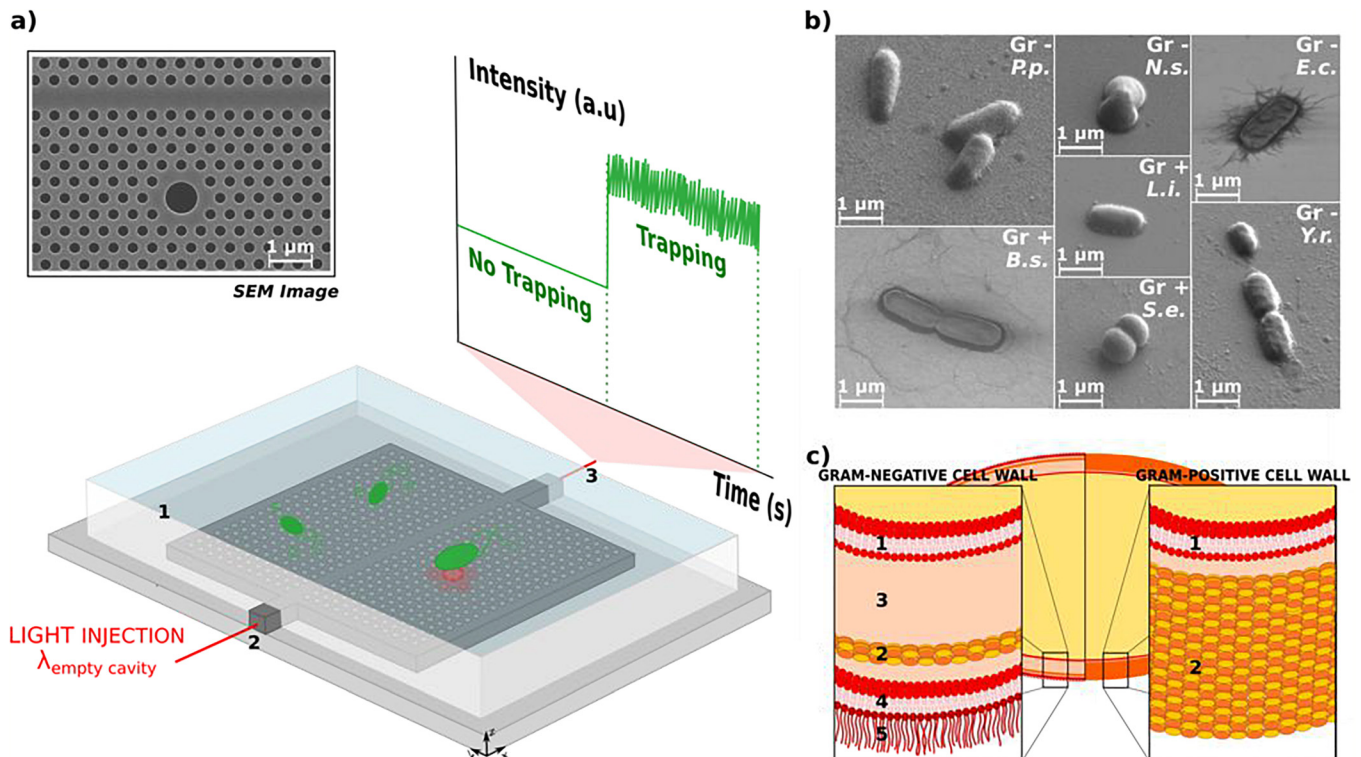 a)
1 μm
SEM Image
Intensity (a.u)
No Trapping
Trapping
Time (s)
1
2
3
LIGHT INJECTION
λempty cavity
b)
Gr -
P.p.
1 μm
Gr -
N.s.
1 μm
Gr -
E.c.
1 μm
Gr +
L.i.
1 μm
Gr +
B.s.
1 μm
Gr +
S.e.
1 μm
Gr -
Y.r.
1 μm
c)
GRAM-NEGATIVE CELL WALL
1
3
2
4
5
GRAM-POSITIVE CELL WALL
1
2